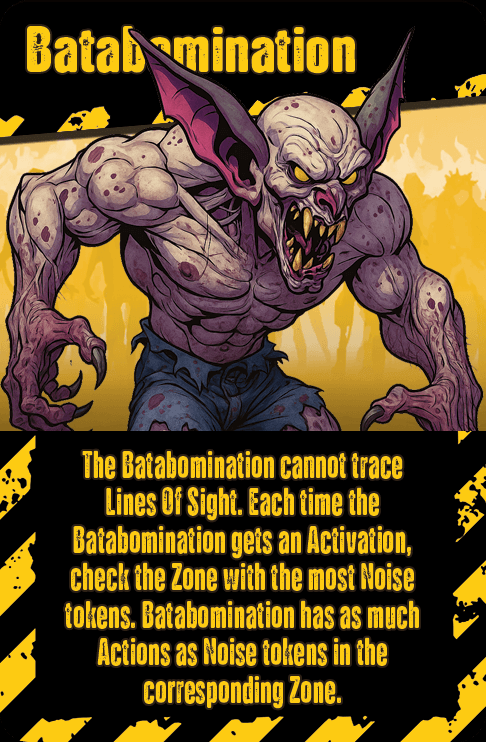 Batabomination
The Batabomination cannot trace
Lines Of Sight. Each time the
Batabomination gets an Activation,
check the Zone with the most Noise
tokens. Batabomination has as much
Actions as Noise tokens in the
corresponding Zone.